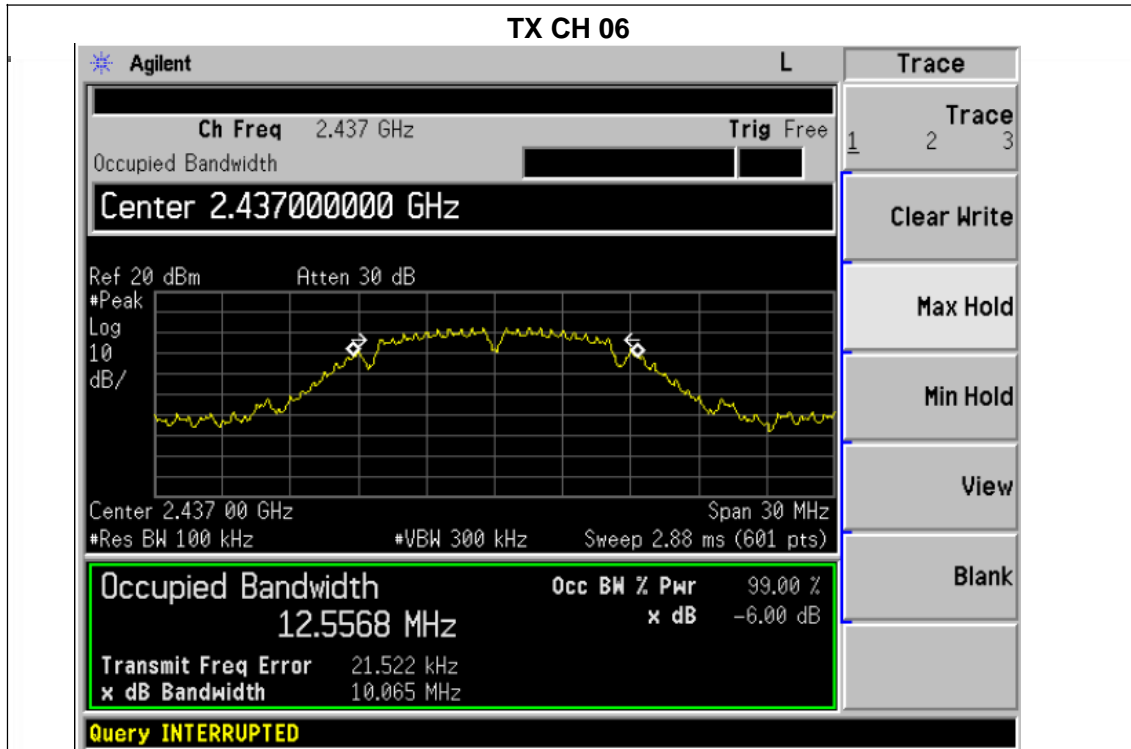 TX CH 06
Agilent L Trace
Ch Freq 2.437 GHz Trig Free
Occupied Bandwidth
Center 2.437000000 GHz
Ref 20 dBm Atten 30 dB
#Peak
Log
10
dB/
Center 2.437 00 GHz Span 30 MHz
#Res BW 100 kHz #VBW 300 kHz Sweep 2.88 ms (601 pts)
Occupied Bandwidth Occ BW % Pwr 99.00 %
12.5568 MHz x dB -6.00 dB
Transmit Freq Error 21.522 kHz
x dB Bandwidth 10.065 MHz
Query INTERRUPTED
Trace
1 2 3
Clear Write
Max Hold
Min Hold
View
Blank